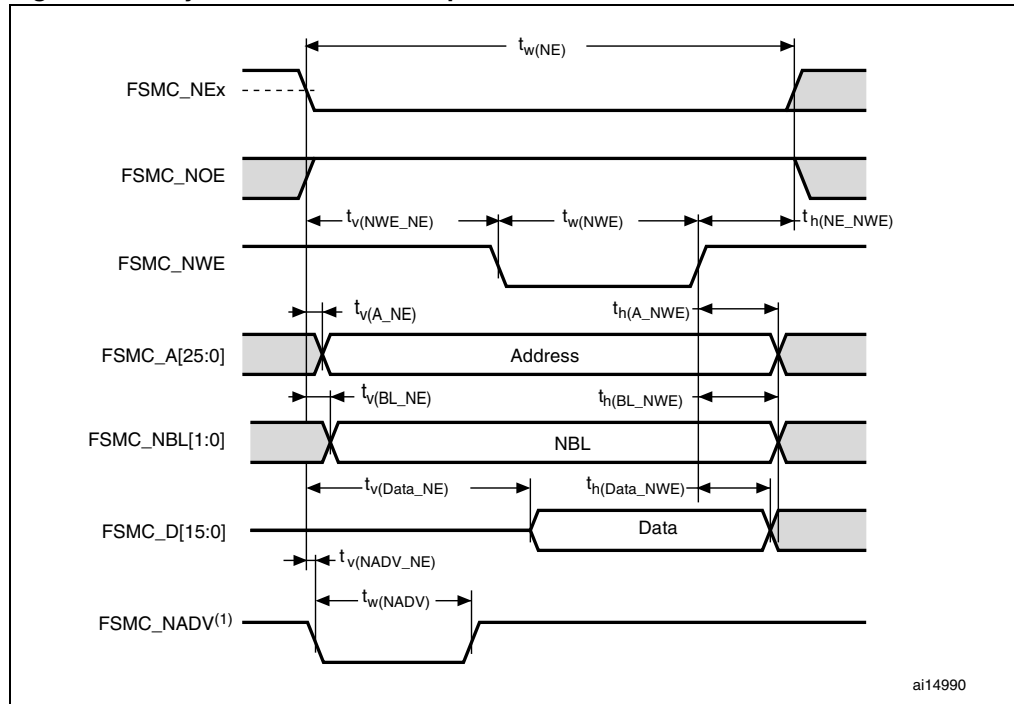 tw(NE)
FSMC_NEx
FSMC_NOE
tv(NWE_NE) tw(NWE) th(NE_NWE)
FSMC_NWE
tv(A_NE) th(A_NWE)
FSMC_A[25:0] Address
tv(BL_NE) th(BL_NWE)
FSMC_NBL[1:0] NBL
tv(Data_NE) th(Data_NWE)
FSMC_D[15:0] Data
tv(NADV_NE)
tw(NADV)
FSMC_NADV(1)
ai14990